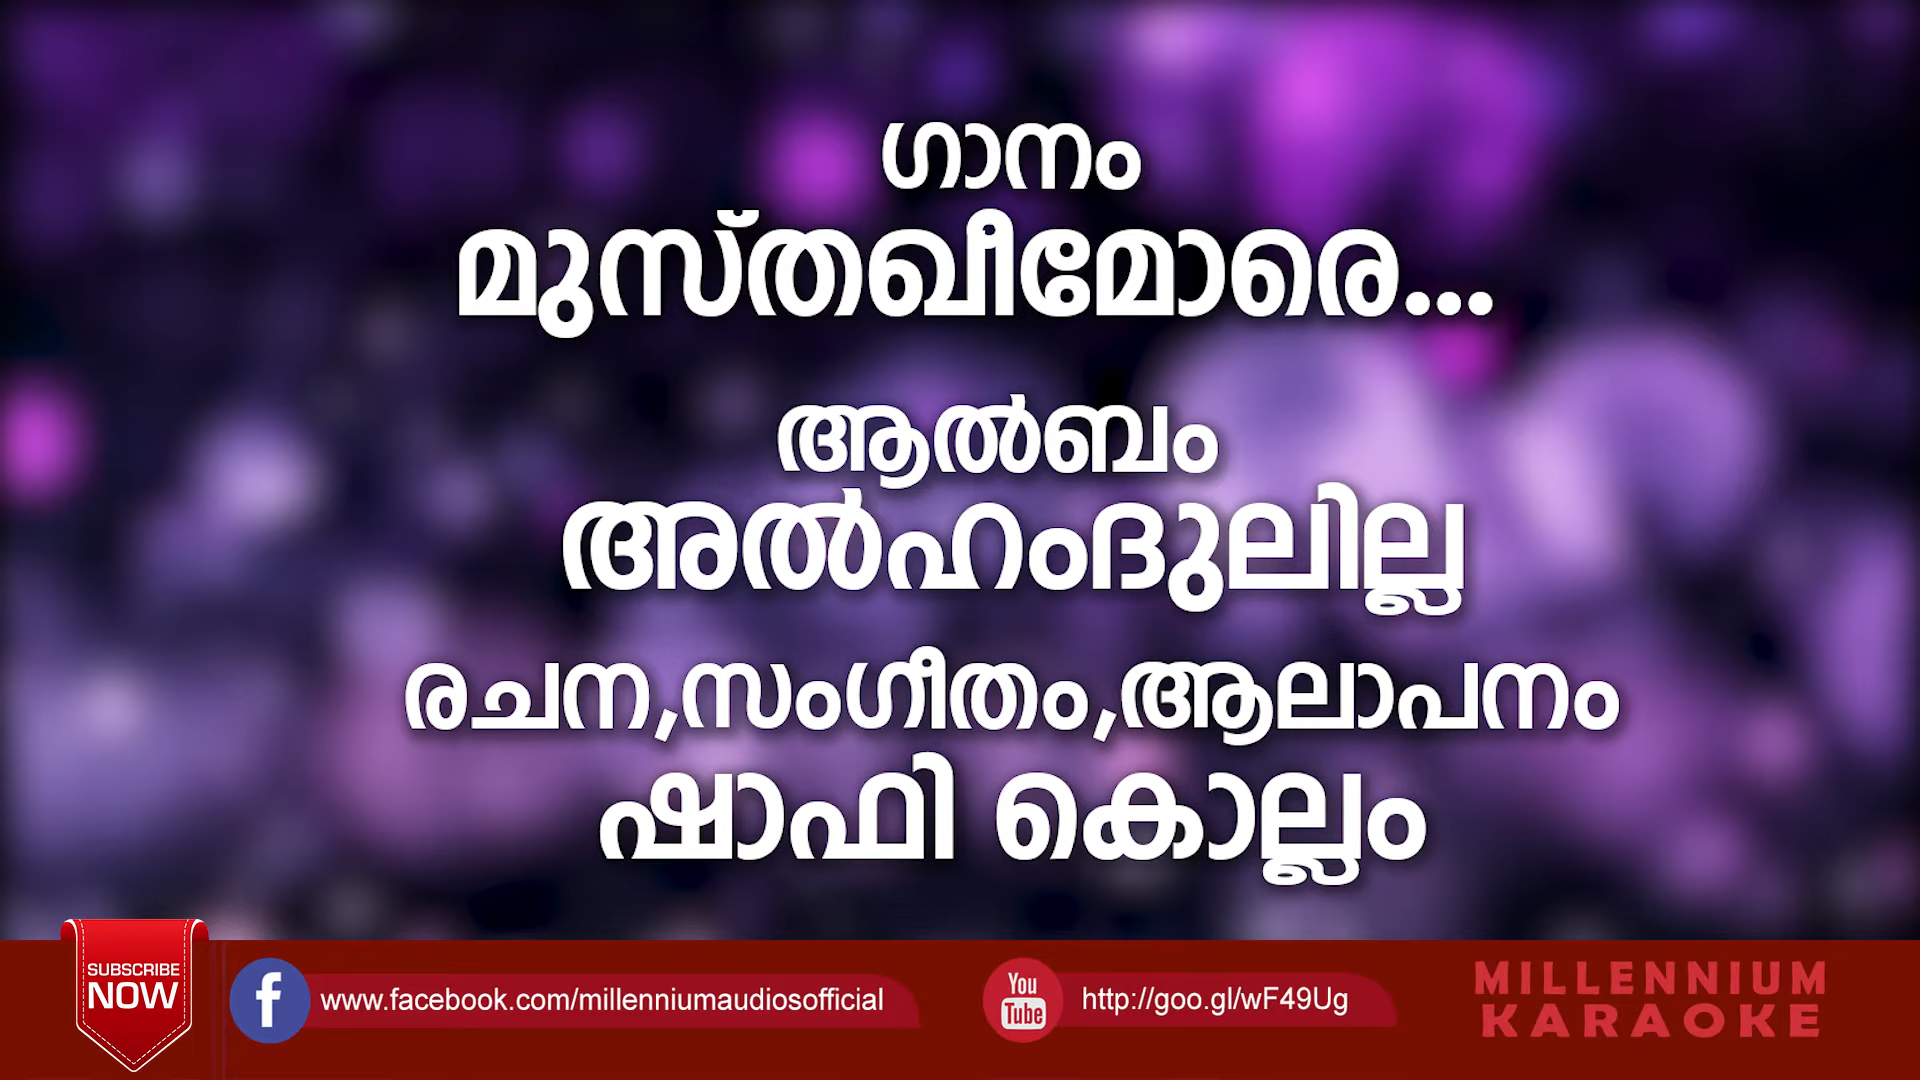 ഗാനം
മുസ്തഖീമോരെ...
ആൽബം
അൽഹംദുലില്ല
രചന,സംഗീതം,ആലാപനം
ഷാഫി കൊല്ലം
SUBSCRIBE
NOW
f www.facebook.com/millenniumaudiosofficial
You
Tube
http://goo.gl/wF49Ug
MILLENNIUM
KARAOKE